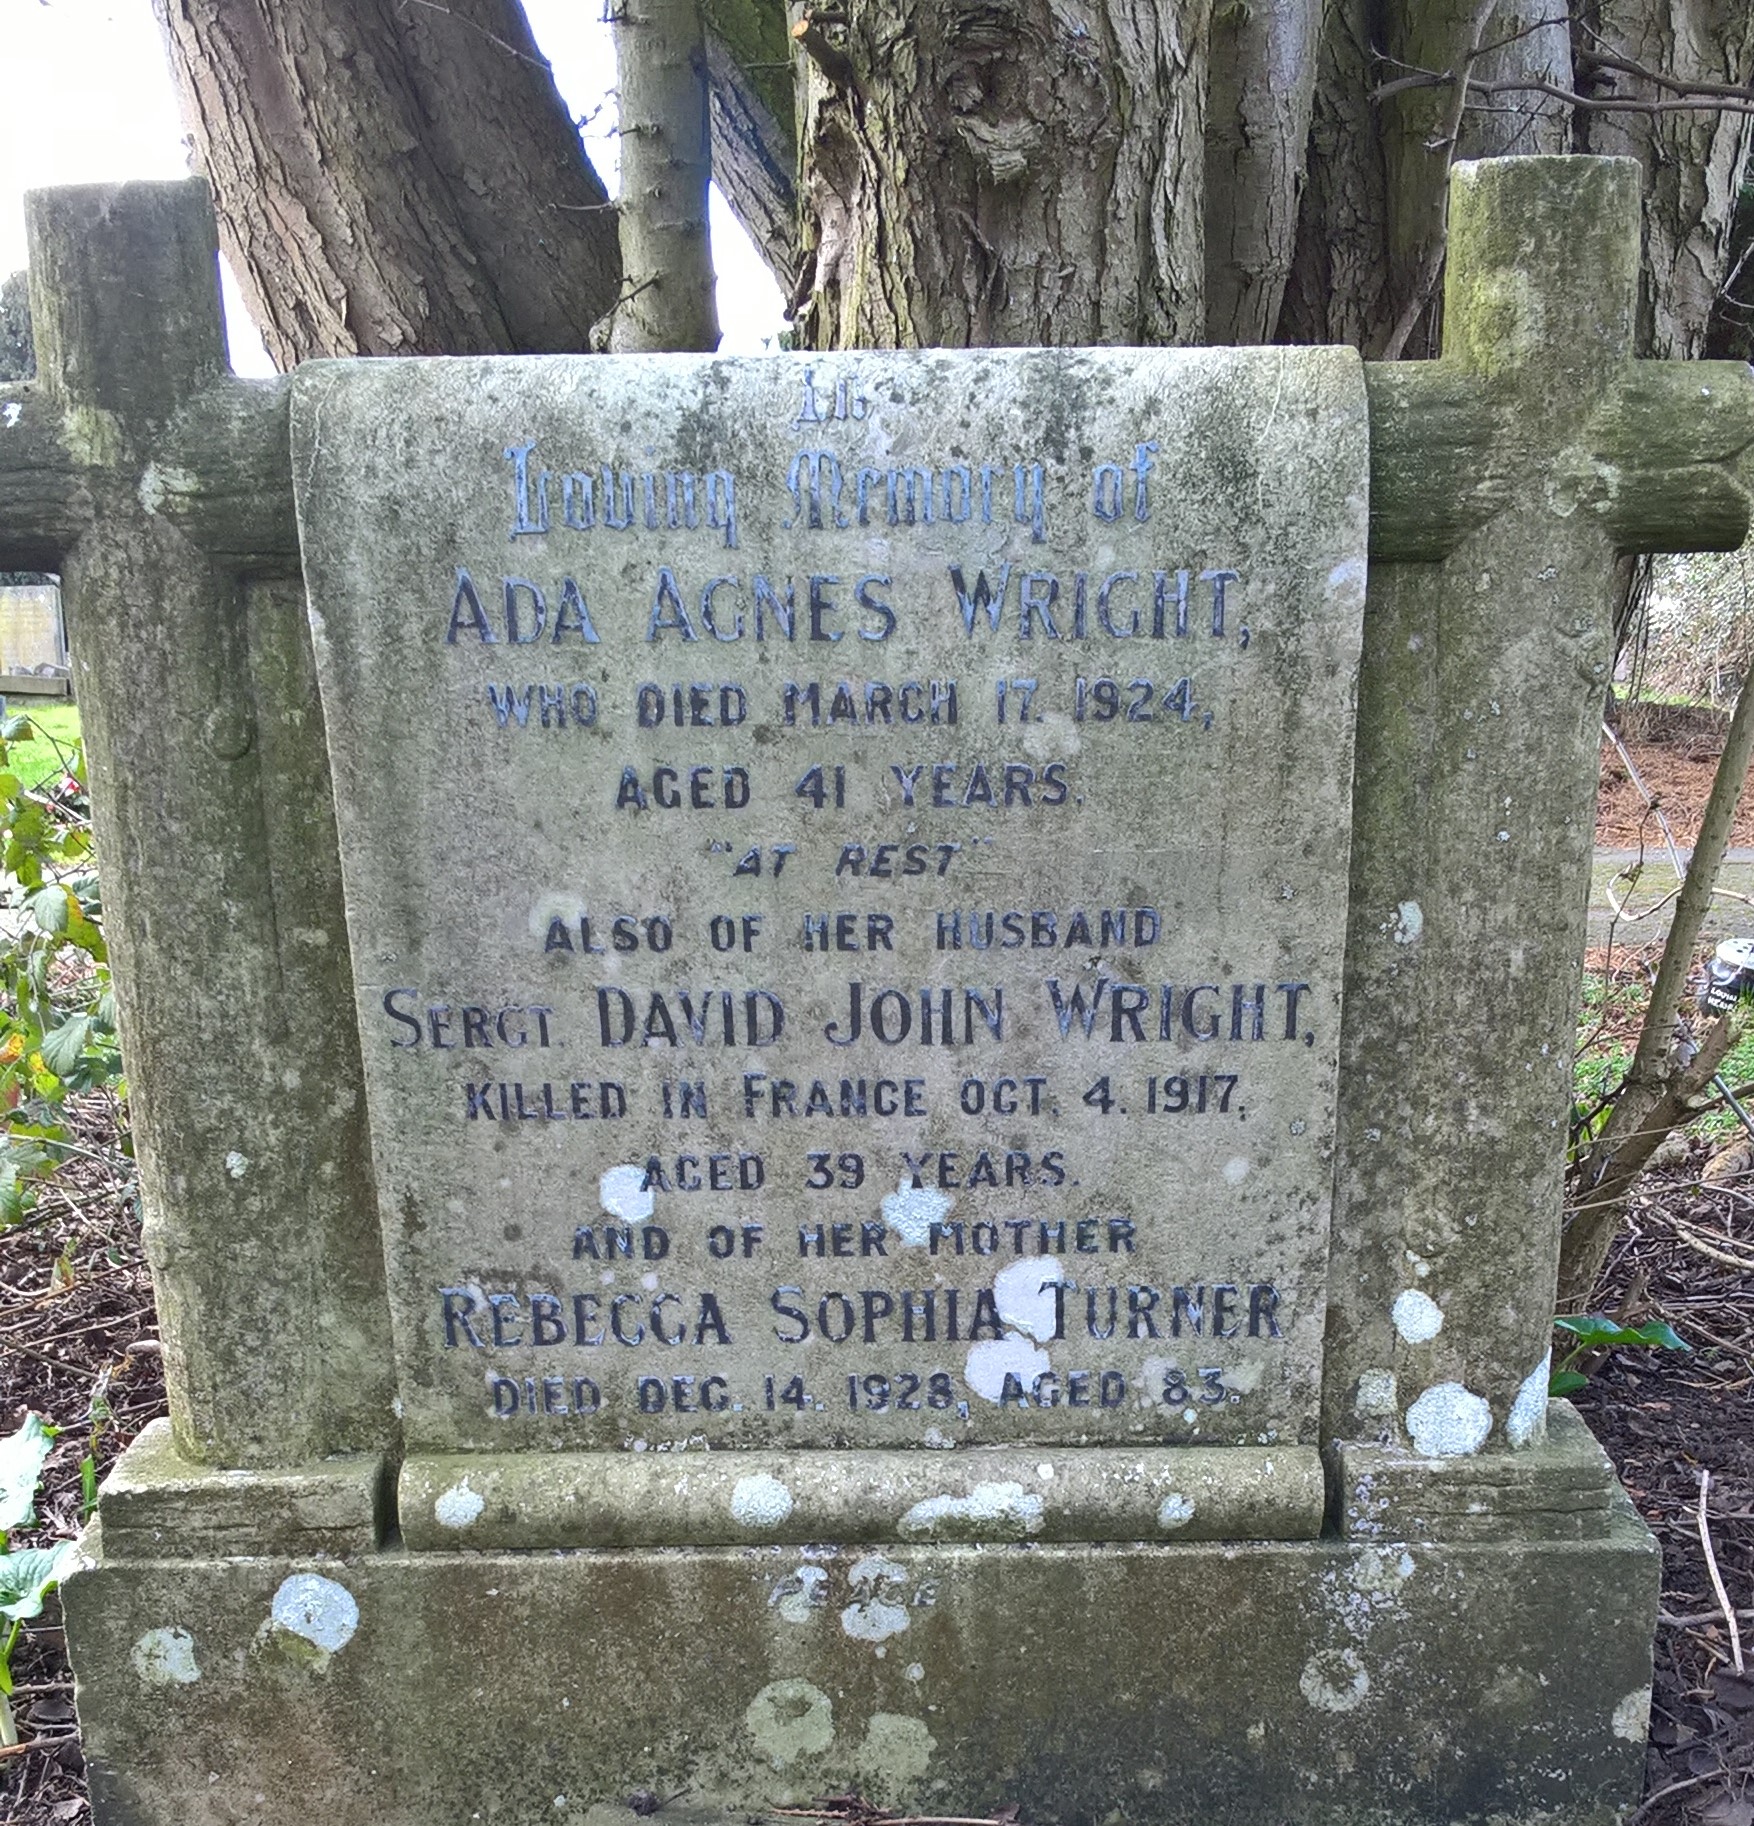 In
Loving Memory of
ADA AGNES WRIGHT,
WHO DIED MARCH 17. 1924,
AGED 41 YEARS.
"AT REST"
ALSO OF HER HUSBAND
SERGT. DAVID JOHN WRIGHT,
KILLED IN FRANCE OCT. 4. 1917,
AGED 39 YEARS.
AND OF HER MOTHER
REBECCA SOPHIA TURNER
DIED DEC. 14. 1928, AGED 83.
PEACE